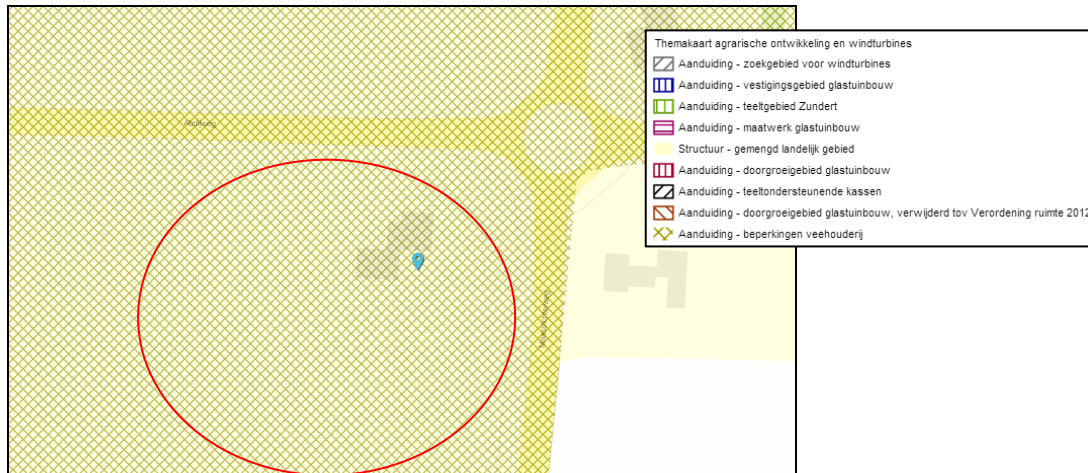 Themakaart agrarische ontwikkeling en windturbines
Aanduiding - zoekgebied voor windturbines
Aanduiding - vestigingsgebied glastuinbouw
Aanduiding - teeltgebied Zundert
Aanduiding - maatwerk glastuinbouw
Structuur - gemengd landelijk gebied
Aanduiding - doorgroeigebied glastuinbouw
Aanduiding - teeltondersteunende kassen
Aanduiding - doorgroeigebied glastuinbouw, verwijderd tov Verordening ruimte 2012
Aanduiding - beperkingen veehouderij